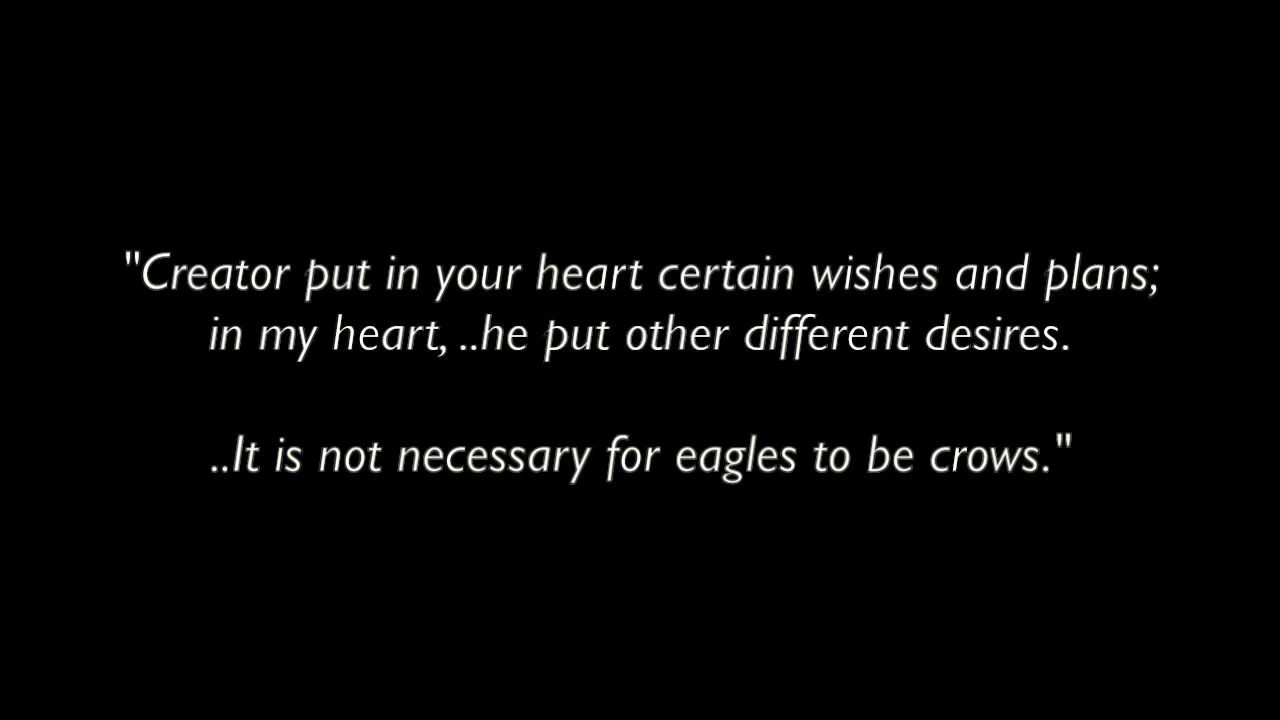 "Creator put in your heart certain wishes and plans;
in my heart, ..he put other different desires.
..It is not necessary for eagles to be crows."